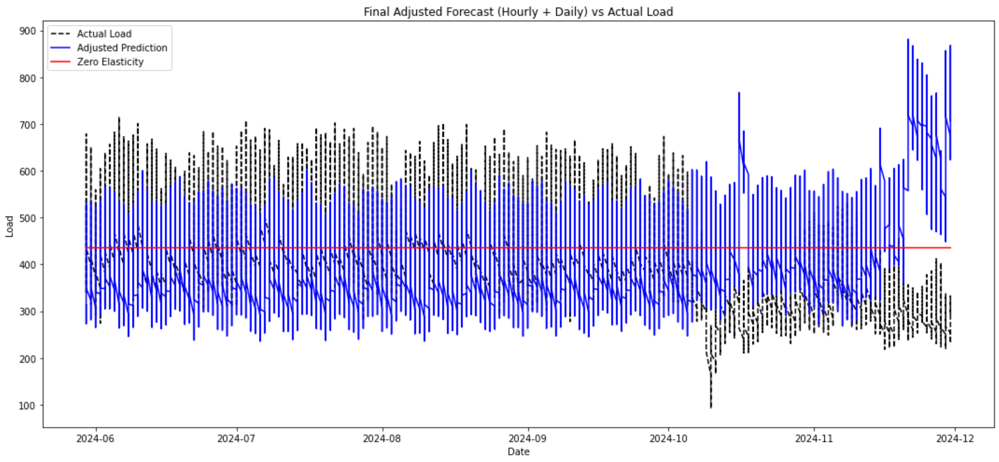 Final Adjusted Forecast (Hourly + Daily) vs Actual Load
900
800
700
600
500
400
300
200
100
Load
Actual Load
Adjusted Prediction
Zero Elasticity
2024-06
2024-07
2024-08
2024-09
2024-10
2024-11
2024-12
Date